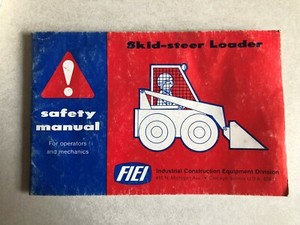 Skid-steer Loader
!
safety
manual
For operators
and mechanics
FIEI
Industrial Construction Equipment Division